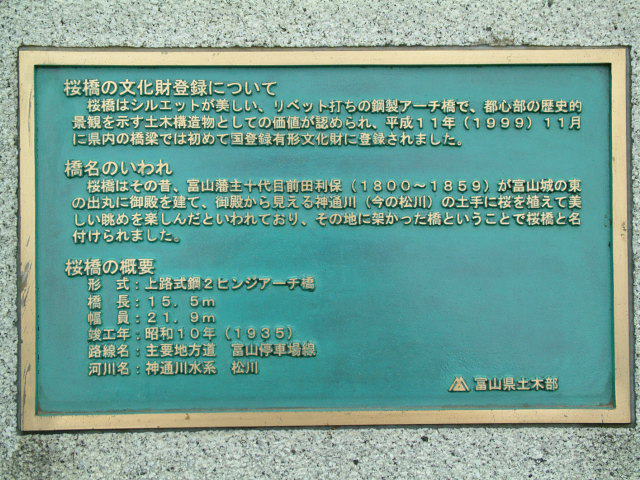 桜橋の文化財登録について
桜橋はシルエットが美しい、リベット打ちの鋼製アーチ橋で、都心部の歴史的
景観を示す土木構造物としての価値が認められ、平成11年（1999）11月
に県内の橋梁では初めて国登録有形文化財に登録されました。
橋名のいわれ
桜橋はその昔、富山藩主十代目前田利保（1800～1859）が富山城の東
の出丸に御殿を建て、御殿から見える神通川（今の松川）の土手に桜を植えて美
しい眺めを楽しんだといわれており、その地に架かった橋ということで桜橋と名
付けられました。
桜橋の概要
形　式：上路式鋼2ヒンジアーチ橋
橋　長：15．5m
幅　員：21．9m
竣工年：昭和10年（1935）
路線名：主要地方道　富山停車場線
河川名：神通川水系　松川
富山県土木部